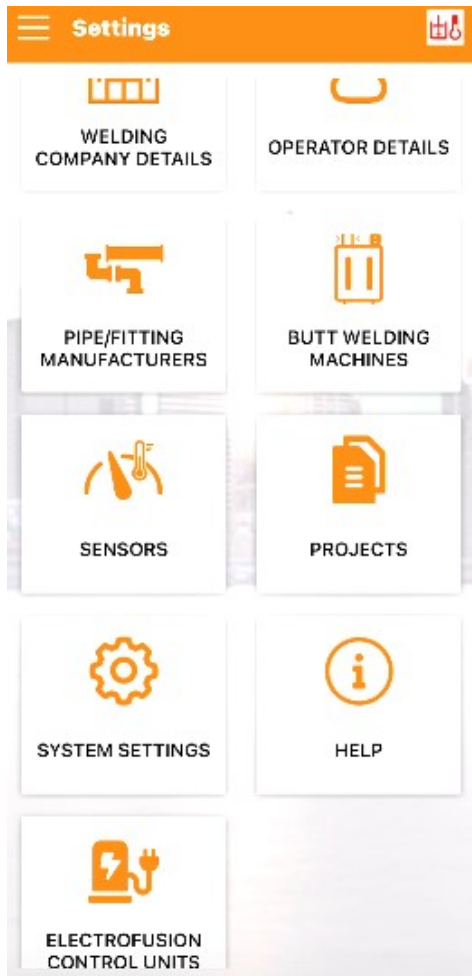 Settings
WELDING
COMPANY DETAILS
OPERATOR DETAILS
PIPE/FITTING
MANUFACTURERS
BUTT WELDING
MACHINES
SENSORS
PROJECTS
SYSTEM SETTINGS
HELP
ELECTROFUSION
CONTROL UNITS